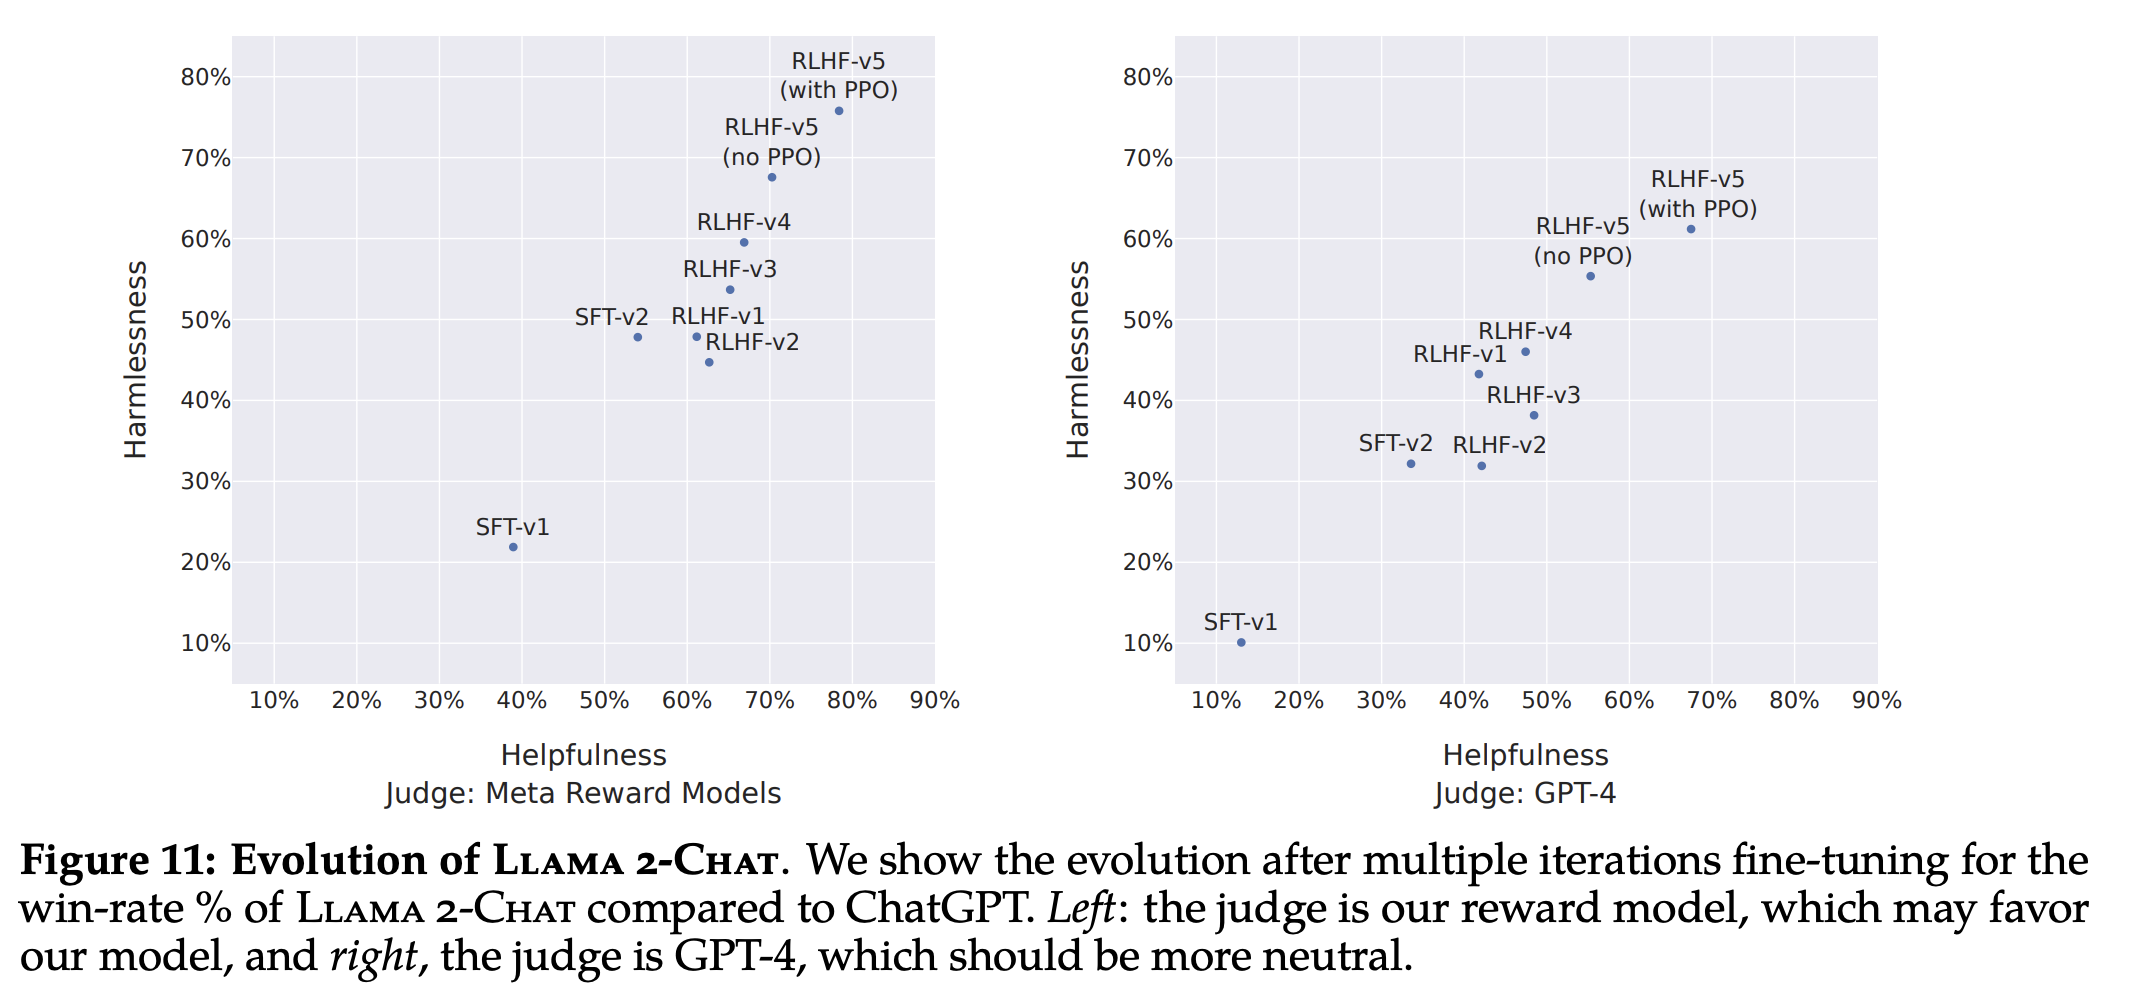 80%
70%
60%
50%
40%
30%
20%
10%
Harmlessness
RLHF-v5
(with PPO)
RLHF-v5
(no PPO)
RLHF-v4
RLHF-v3
SFT-v2
RLHF-v1
RLHF-v2
SFT-v1
10% 20% 30% 40% 50% 60% 70% 80% 90%
Helpfulness
Judge: Meta Reward Models
80%
70%
60%
50%
40%
30%
20%
10%
Harmlessness
RLHF-v5
(with PPO)
RLHF-v5
(no PPO)
RLHF-v4
RLHF-v1
RLHF-v3
SFT-v2
RLHF-v2
SFT-v1
10% 20% 30% 40% 50% 60% 70% 80% 90%
Helpfulness
Judge: GPT-4
Figure 11: Evolution of LLAMA 2-CHAT. We show the evolution after multiple iterations fine-tuning for the
win-rate % of LLAMA 2-CHAT compared to ChatGPT. Left: the judge is our reward model, which may favor
our model, and right, the judge is GPT-4, which should be more neutral.